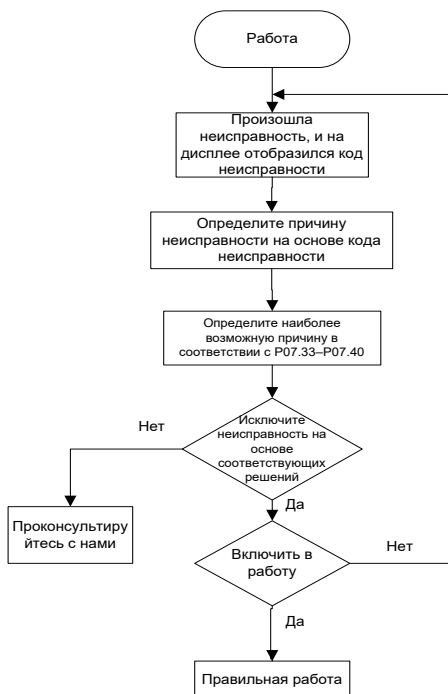 Работа
Произошла
неисправность, и на
дисплее отобразился код
неисправности
Определите причину
неисправности на основе кода
неисправности
Определите наиболее
возможную причину в
соответствии с P07.33–P07.40
Исключите
неисправность на
основе
соответствующих
решений
Нет
Да
Проконсультиру
йтесь с нами
Включить в
работу
Нет
Да
Правильная работа